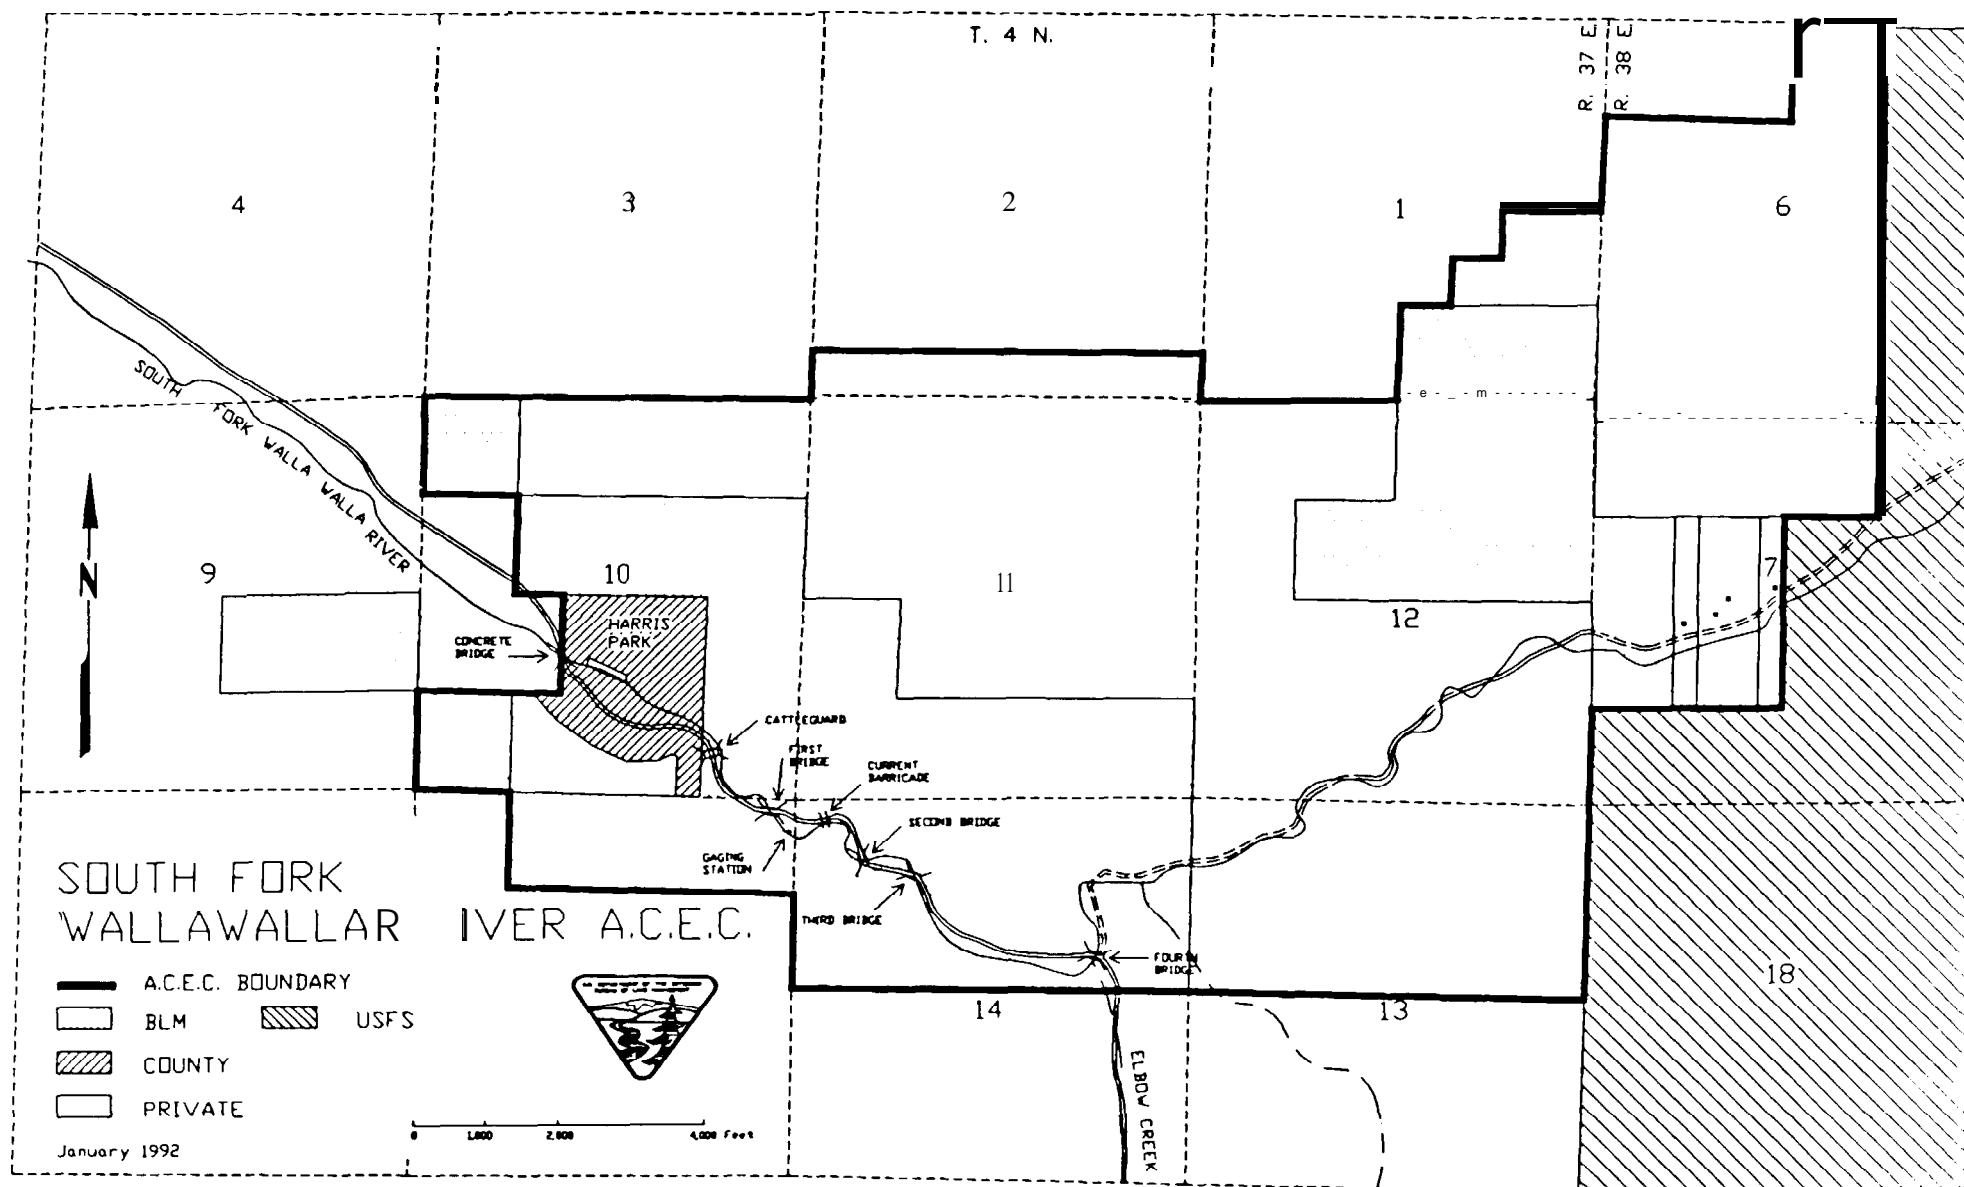 T. 4 N.
R. 37 E.
R. 38 E.
4
3
2
1
6
SOUTH FORK WALLA WALLA RIVER
e m
N
9
10
11
12
7
HARRIS
PARK
CONCRETE
BRIDGE
CATTLEGUARD
FIRST
BRIDGE
CURRENT
BARRICADE
SECOND BRIDGE
GAGING
STATION
THIRD BRIDGE
FOURTH
BRIDGE
14
13
18
ELBOW CREEK
SOUTH FORK
WALLAWALLAR IVER A.C.E.C.
A.C.E.C. BOUNDARY
BLM
USFS
COUNTY
PRIVATE
0 1,000 2,000 4,000 Feet
January 1992